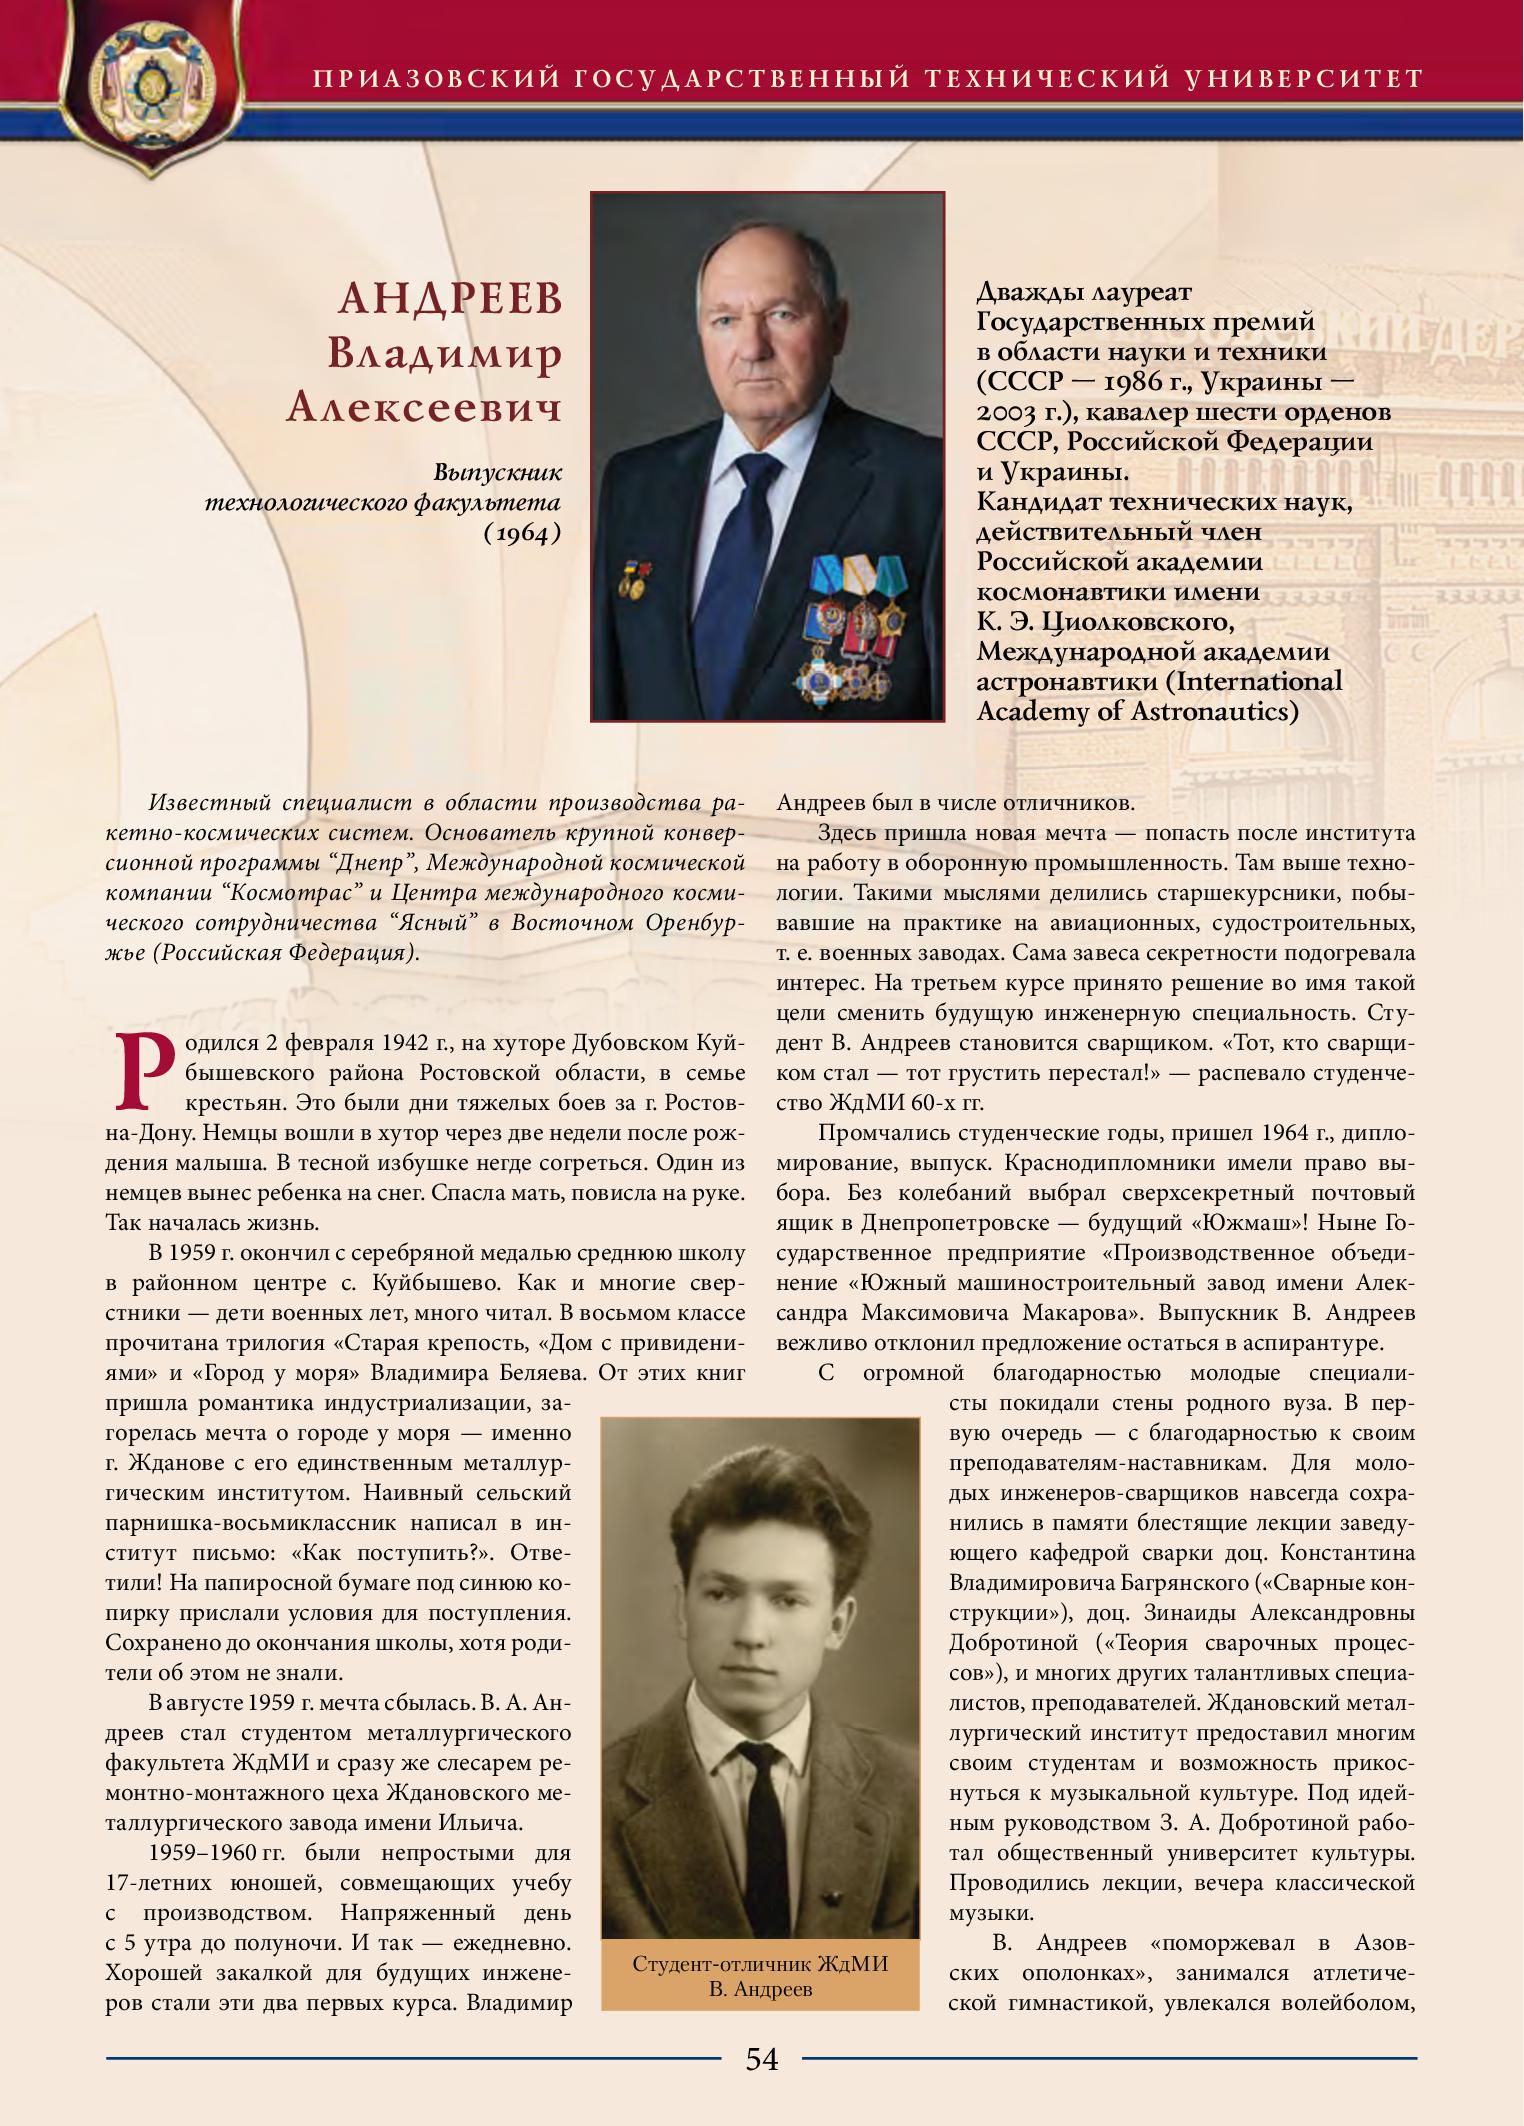 ПРИАЗОВСКИЙ ГОСУДАРСТВЕННЫЙ ТЕХНИЧЕСКИЙ УНИВЕРСИТЕТ
АНДРЕЕВ
Владимир
Алексеевич
Выпускник
технологического факультета
(1964)
Дважды лауреат
Государственных премий
в области науки и техники
(СССР — 1986 г., Украины —
2003 г.), кавалер шести орденов
СССР, Российской Федерации
и Украины.
Кандидат технических наук,
действительный член
Российской академии
космонавтики имени
К. Э. Циолковского,
Международной академии
астронавтики (International
Academy of Astronautics)
Известный специалист в области производства ра-
кетно-космических систем. Основатель крупной конвер-
сионной программы “Днепр”, Международной космической
компании “Космотрас” и Центра международного косми-
ческого сотрудничества “Ясный” в Восточном Оренбур-
жье (Российская Федерация).
Родился 2 февраля 1942 г., на хуторе Дубовском Куй-
бышевского района Ростовской области, в семье
крестьян. Это были дни тяжелых боев за г. Ростов-
на-Дону. Немцы вошли в хутор через две недели после рож-
дения малыша. В тесной избушке негде согреться. Один из
немцев вынес ребенка на снег. Спасла мать, повисла на руке.
Так началась жизнь.
В 1959 г. окончил с серебряной медалью среднюю школу
в районном центре с. Куйбышево. Как и многие свер-
стники — дети военных лет, много читал. В восьмом классе
прочитана трилогия «Старая крепость, «Дом с привидени-
ями» и «Город у моря» Владимира Беляева. От этих книг
пришла романтика индустриализации, за-
горелась мечта о городе у моря — именно
г. Жданове с его единственным металлур-
гическим институтом. Наивный сельский
парнишка-восьмиклассник написал в ин-
ститут письмо: «Как поступить?». Отве-
тили! На папиросной бумаге под синюю ко-
пирку прислали условия для поступления.
Сохранено до окончания школы, хотя роди-
тели об этом не знали.
В августе 1959 г. мечта сбылась. В. А. Ан-
дреев стал студентом металлургического
факультета ЖдМИ и сразу же слесарем ре-
монтно-монтажного цеха Ждановского ме-
таллургического завода имени Ильича.
1959–1960 гг. были непростыми для
17-летних юношей, совмещающих учебу
с производством. Напряженный день
с 5 утра до полуночи. И так — ежедневно.
Хорошей закалкой для будущих инжене-
ров стали эти два первых курса. Владимир
Андреев был в числе отличников.
Здесь пришла новая мечта — попасть после института
на работу в оборонную промышленность. Там выше техно-
логии. Такими мыслями делились старшекурсники, побы-
вавшие на практике на авиационных, судостроительных,
т. е. военных заводах. Сама завеса секретности подогревала
интерес. На третьем курсе принято решение во имя такой
цели сменить будущую инженерную специальность. Сту-
дент В. Андреев становится сварщиком. «Тот, кто сварщи-
ком стал — тот грустить перестал!» — распевало студенче-
ство ЖдМИ 60-х гг.
Промчались студенческие годы, пришел 1964 г., дипло-
мирование, выпуск. Краснодипломники имели право вы-
бора. Без колебаний выбрал сверхсекретный почтовый
ящик в Днепропетровске — будущий «Южмаш»! Ныне Го-
сударственное предприятие «Производственное объеди-
нение «Южный машиностроительный завод имени Алек-
сандра Максимовича Макарова». Выпускник В. Андреев
вежливо отклонил предложение остаться в аспирантуре.
С огромной благодарностью молодые специали-
сты покидали стены родного вуза. В пер-
вую очередь — с благодарностью к своим
преподавателям-наставникам. Для моло-
дых инженеров-сварщиков навсегда сохра-
нились в памяти блестящие лекции заведу-
ющего кафедрой сварки доц. Константина
Владимировича Багрянского («Сварные кон-
струкции»), доц. Зинаиды Александровны
Добротиной («Теория сварочных процес-
сов»), и многих других талантливых специа-
листов, преподавателей. Ждановский метал-
лургический институт предоставил многим
своим студентам и возможность прикос-
нуться к музыкальной культуре. Под идей-
ным руководством З. А. Добротиной рабо-
тал общественный университет культуры.
Проводились лекции, вечера классической
музыки.
В. Андреев «поморжевал в Азов-
ских ополонках», занимался атлетиче-
ской гимнастикой, увлекался волейболом,
Студент-отличник ЖдМИ
В. Андреев
54